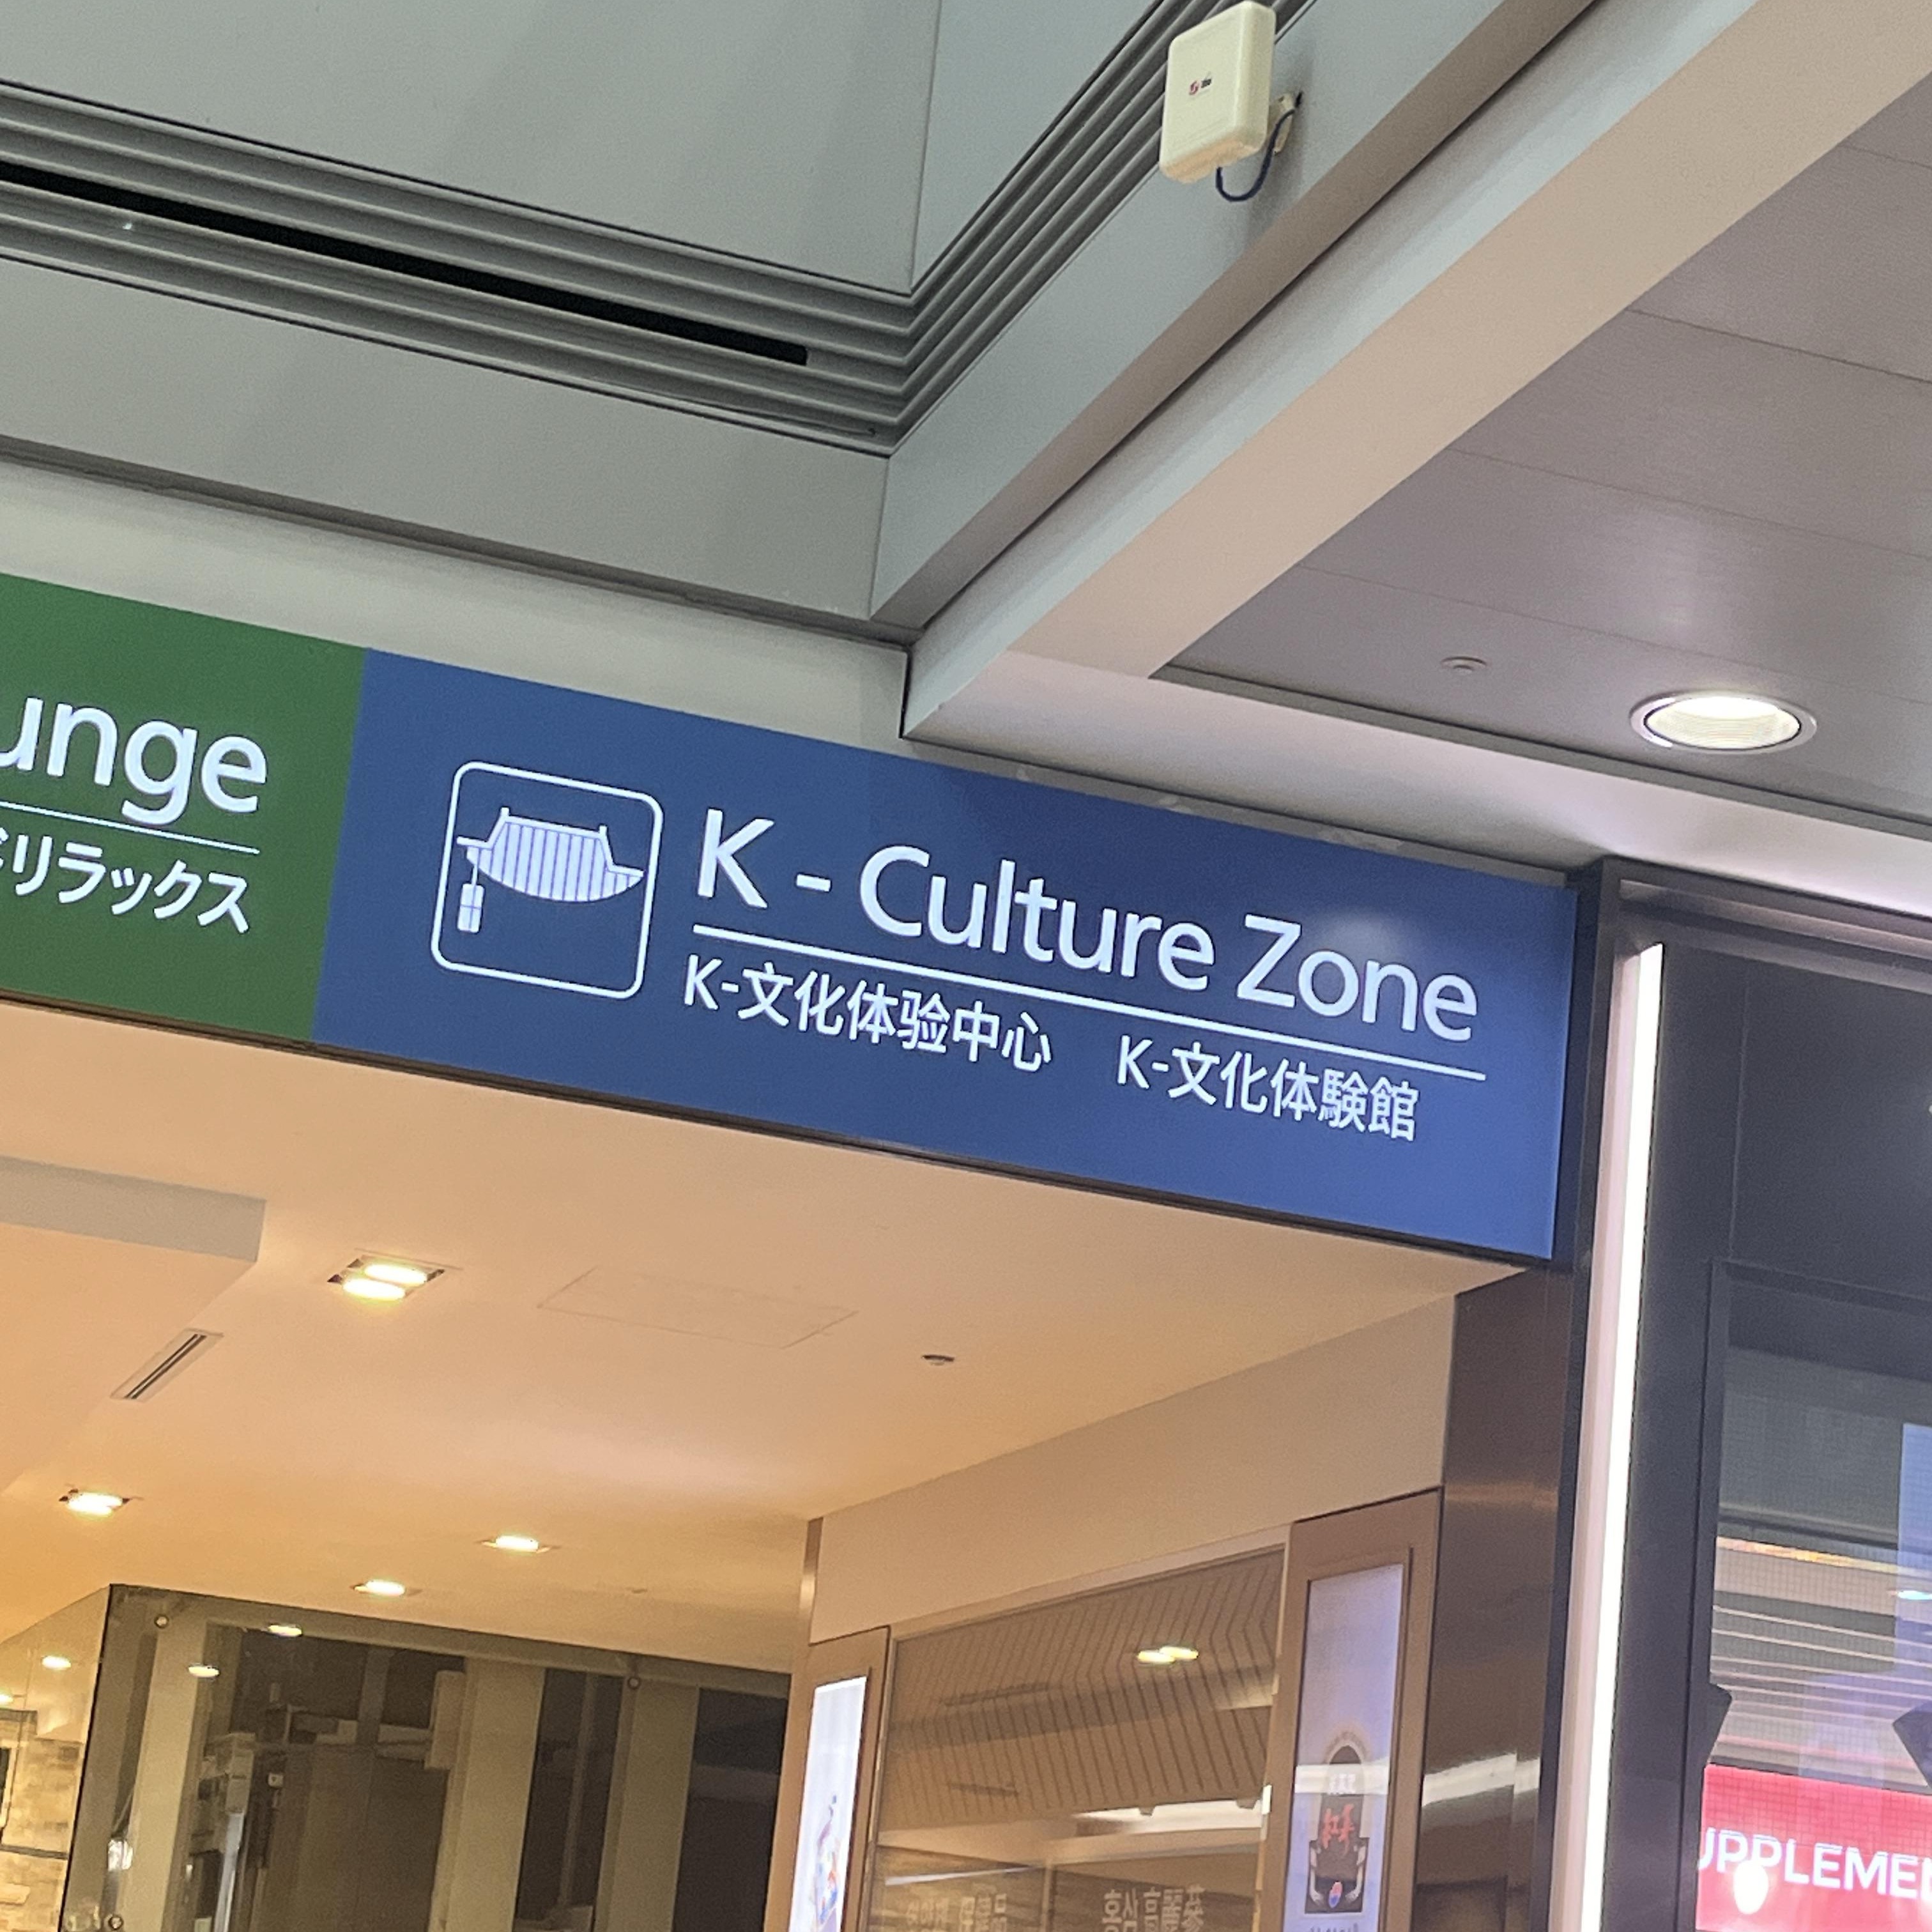 unge
リラックス
K - Culture Zone
K-文化体验中心 K-文化体験館
UPPLEME